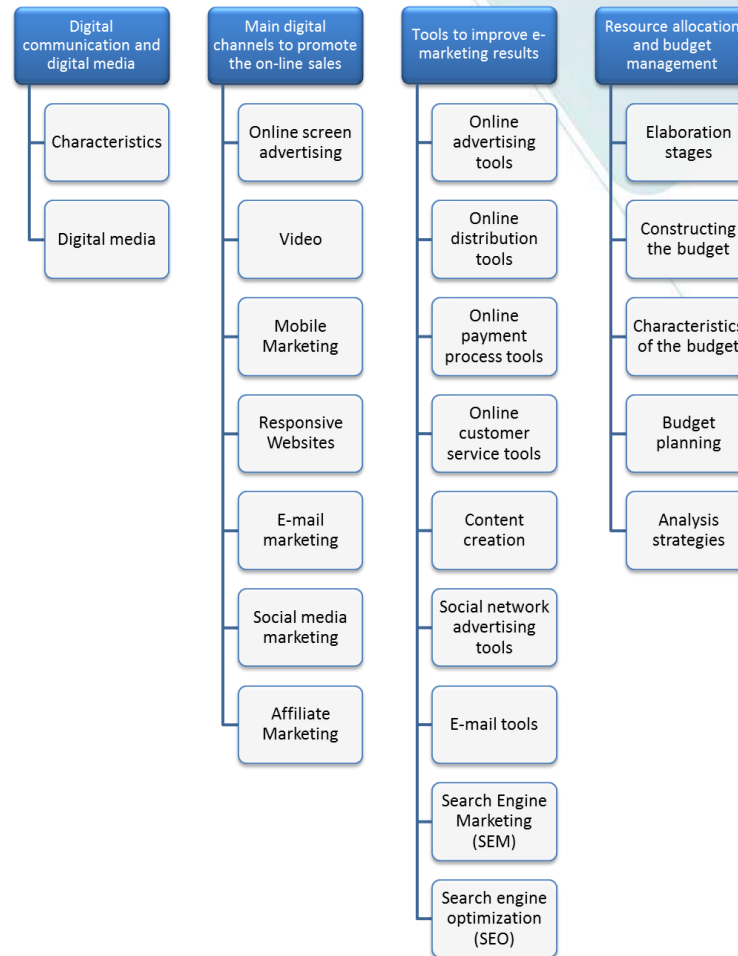 Digital
communication and
digital media
Characteristics
Digital media
Main digital
channels to promote
the on-line sales
Online screen
advertising
Video
Mobile
Marketing
Responsive
Websites
E-mail
marketing
Social media
marketing
Affiliate
Marketing
Tools to improve e-
marketing results
Online
advertising
tools
Online
distribution
tools
Online
payment
process tools
Online
customer
service tools
Content
creation
Social network
advertising
tools
E-mail tools
Search Engine
Marketing
(SEM)
Search engine
optimization
(SEO)
Resource allocation
and budget
management
Elaboration
stages
Constructing
the budget
Characteristics
of the budget
Budget
planning
Analysis
strategies